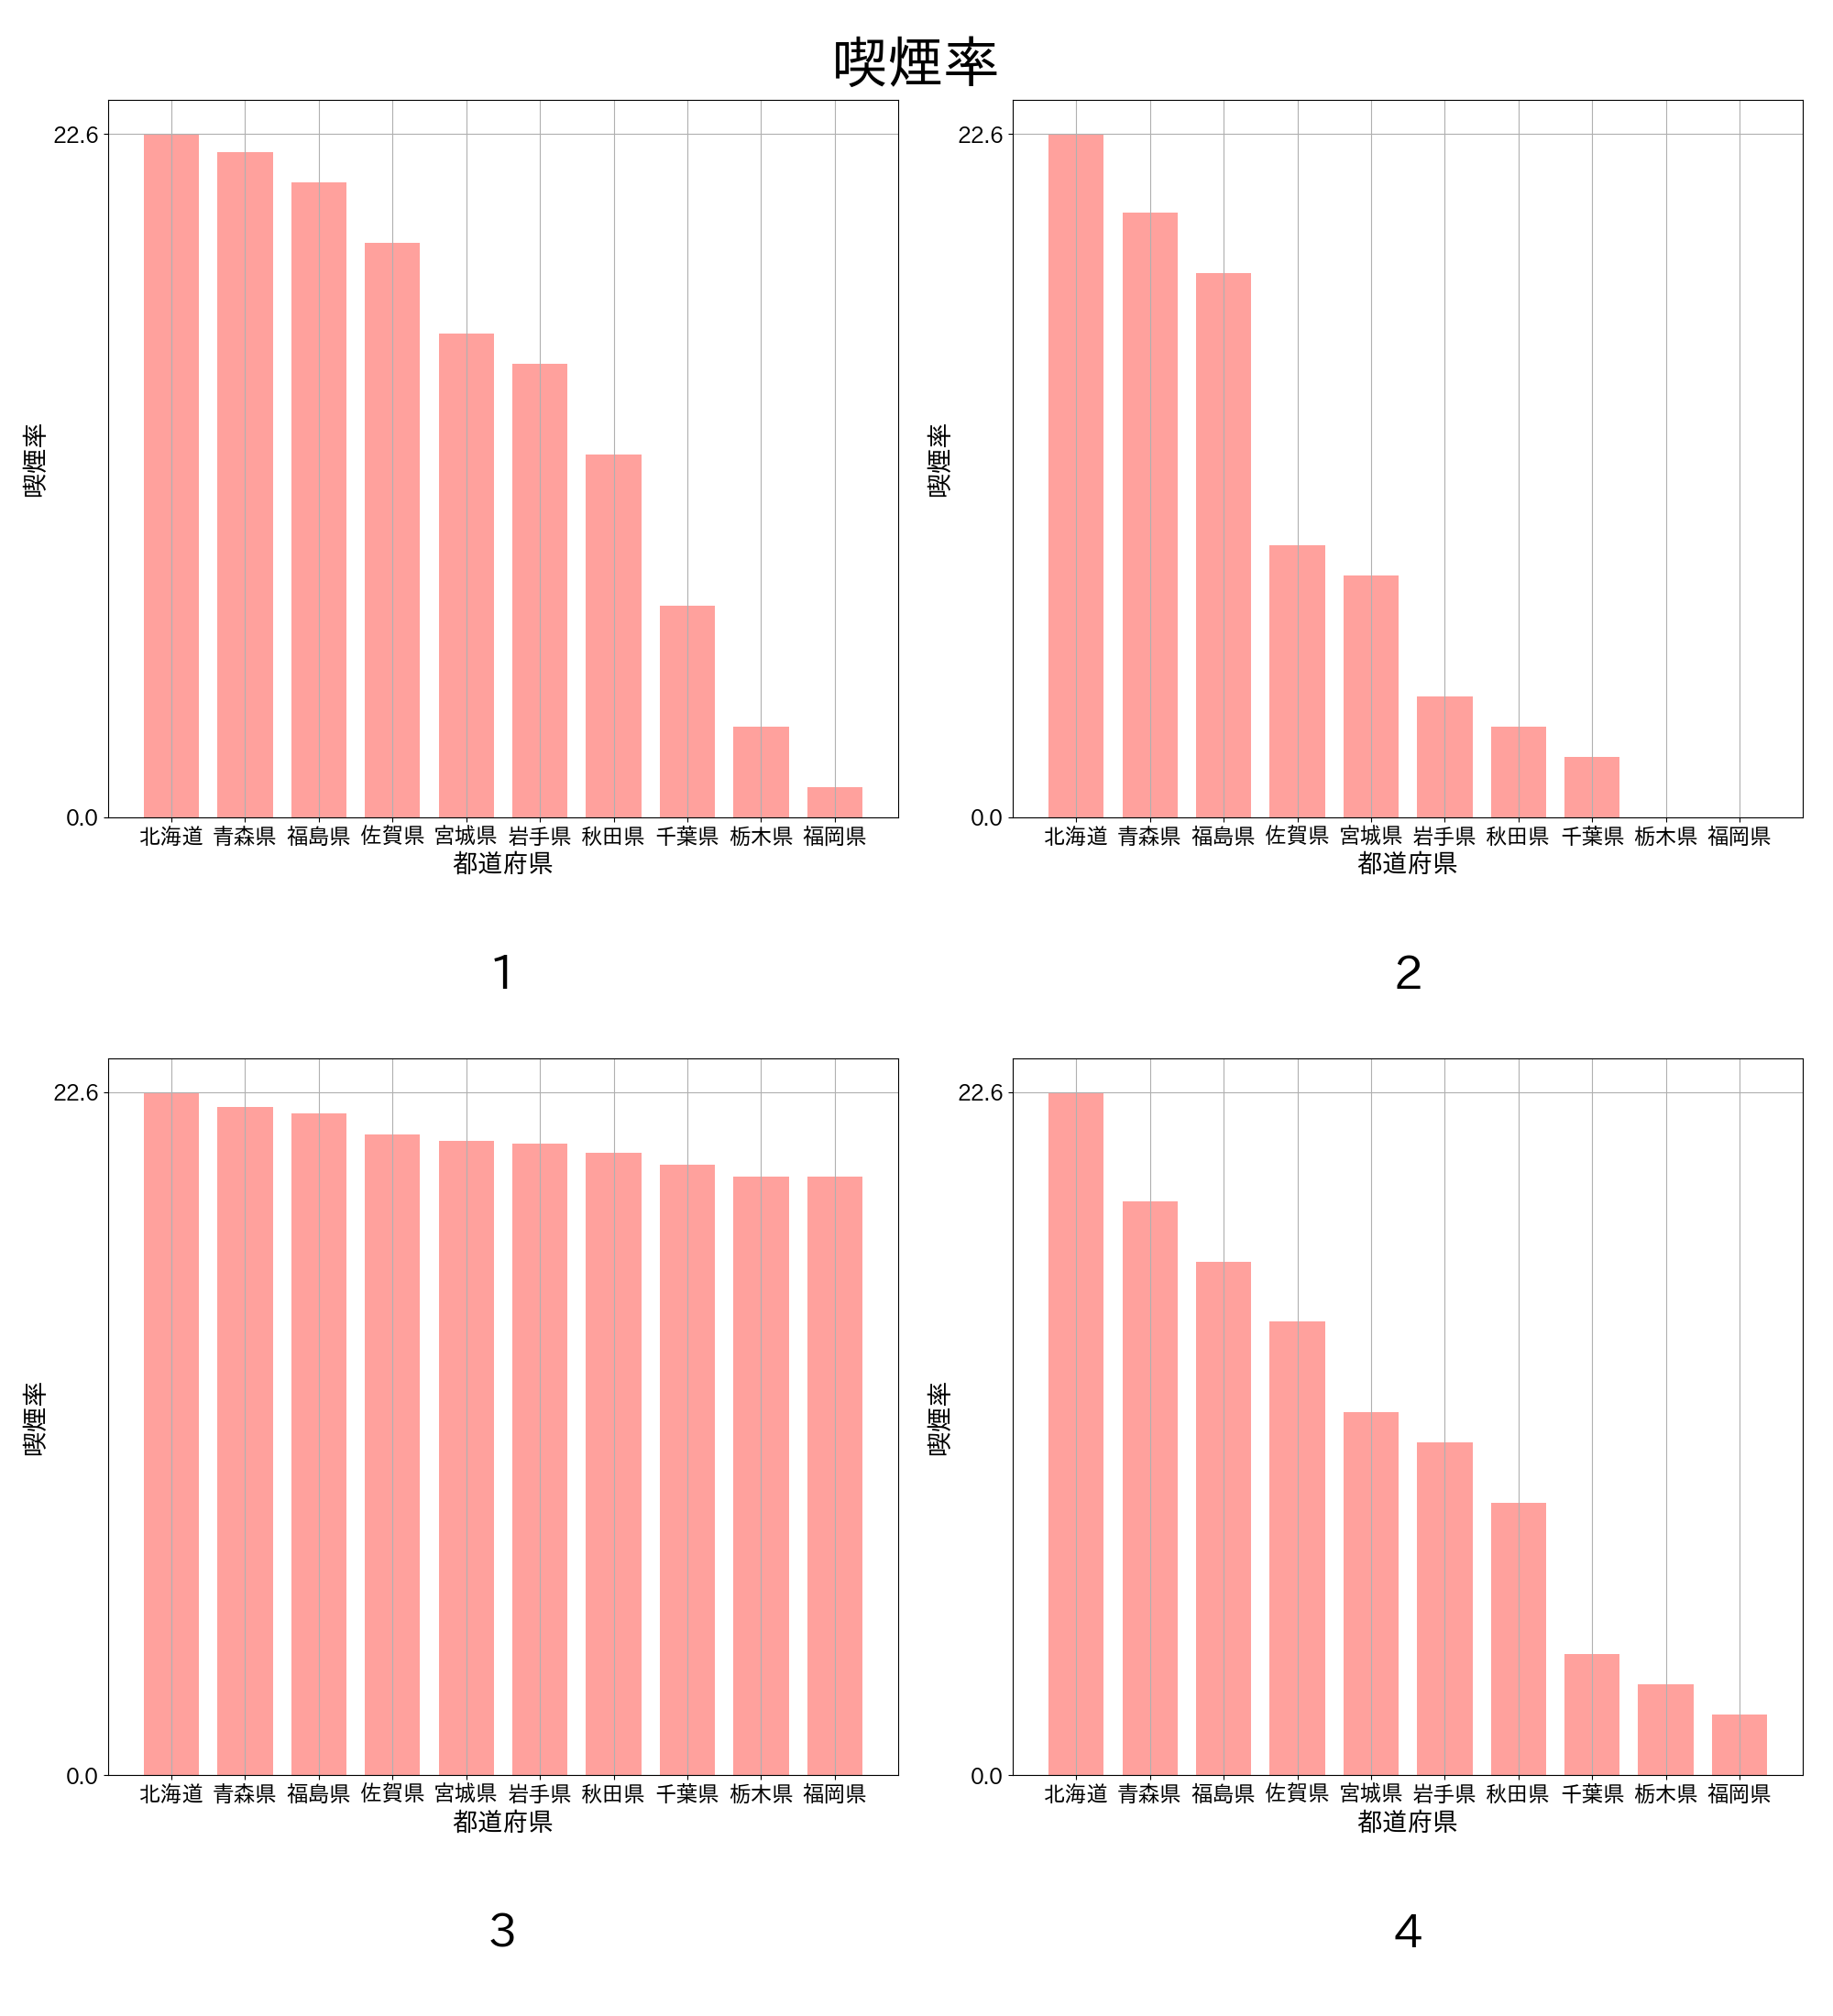 喫煙率
22.6
0.0
喫煙率
北海道 青森県 福島県 佐賀県 宮城県 岩手県 秋田県 千葉県 栃木県 福岡県
都道府県
1
22.6
0.0
喫煙率
北海道 青森県 福島県 佐賀県 宮城県 岩手県 秋田県 千葉県 栃木県 福岡県
都道府県
2
22.6
0.0
喫煙率
北海道 青森県 福島県 佐賀県 宮城県 岩手県 秋田県 千葉県 栃木県 福岡県
都道府県
3
22.6
0.0
喫煙率
北海道 青森県 福島県 佐賀県 宮城県 岩手県 秋田県 千葉県 栃木県 福岡県
都道府県
4